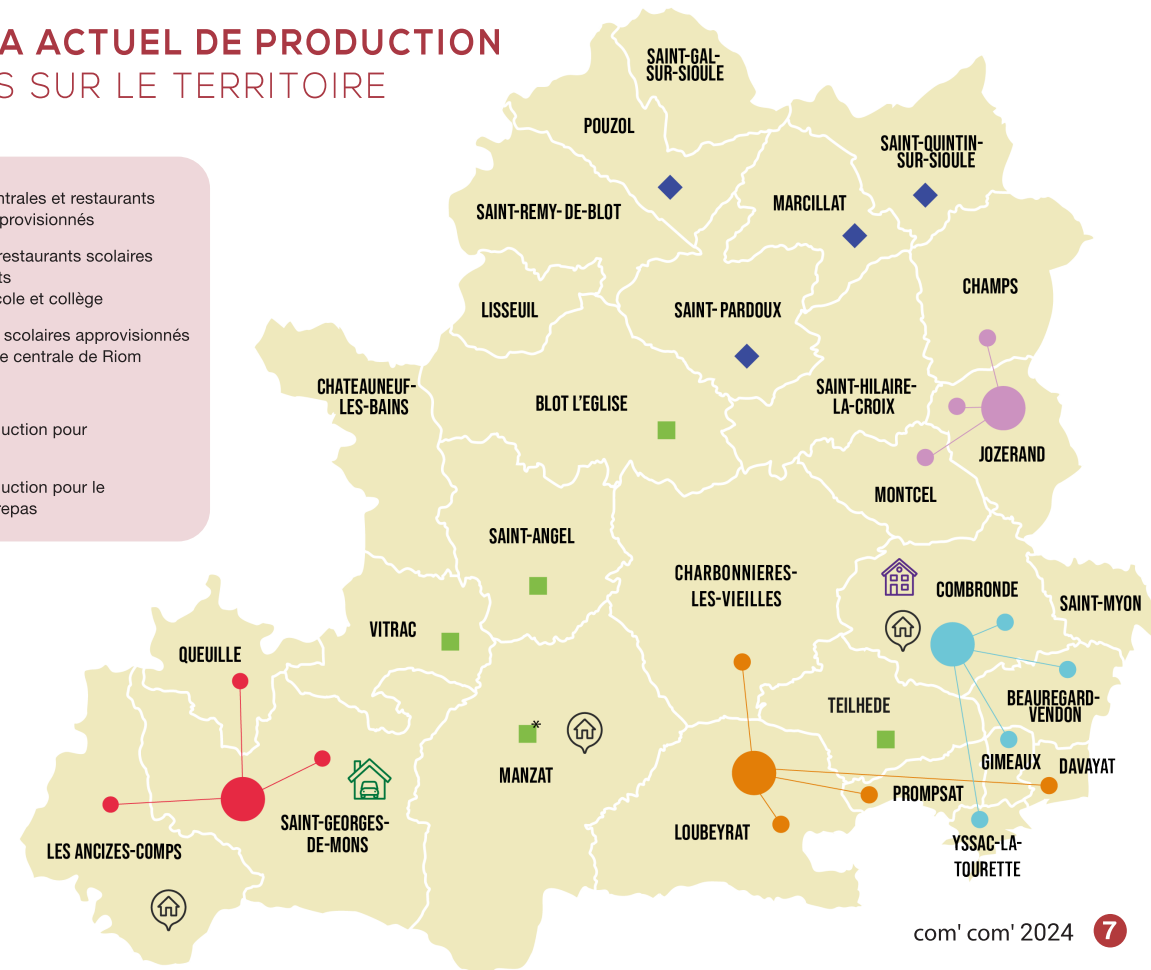 A ACTUEL DE PRODUCTION
S SUR LE TERRITOIRE
ntrales et restaurants
provisionnés
restaurants scolaires
ts
cole et collège
scolaires approvisionnés
e centrale de Riom
uction pour
uction pour le
repas
SAINT-GAL-
SUR-SIOULE
POUZOL
SAINT-QUINTIN-
SUR-SIOULE
MARCILLAT
SAINT-REMY-DE-BLOT
CHAMPS
LISSEUIL
SAINT-PARDOUX
CHATEAUNEUF-
LES-BAINS
BLOT L'EGLISE
SAINT-HILAIRE-
LA-CROIX
JOZERAND
MONTCEL
SAINT-ANGEL
CHARBONNIERES-
LES-VIEILLES
COMBRONDE
SAINT-MYON
VITRAC
QUEUILLE
BEAUREGARD-
VENDON
TEILHEDE
*
MANZAT
GIMEAUX
DAVAYAT
PROMPSAT
SAINT-GEORGES-
DE-MONS
LOUBEYRAT
LES ANCIZES-COMPS
YSSAC-LA-
TOURETTE
com' com' 2024
7